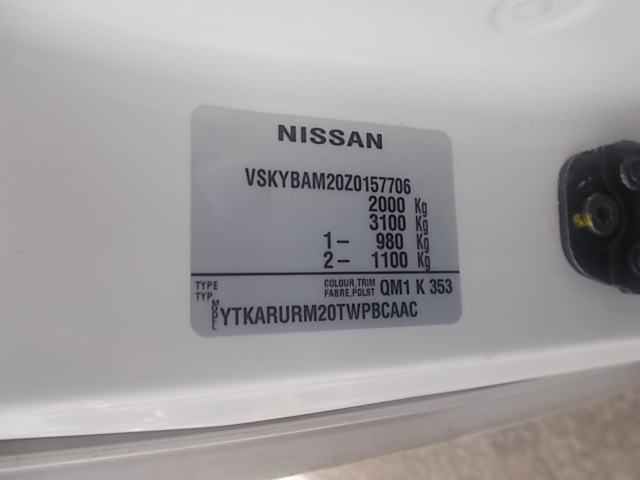 NISSAN
VSKYBAM20Z0157706
2000 Kg
3100 Kg
1– 980 Kg
2– 1100 Kg
TYPE COLOUR,TRIM QM1 K 353
TYP FABRE,POLST
MODEL YTKARURM20TWPBCAAC